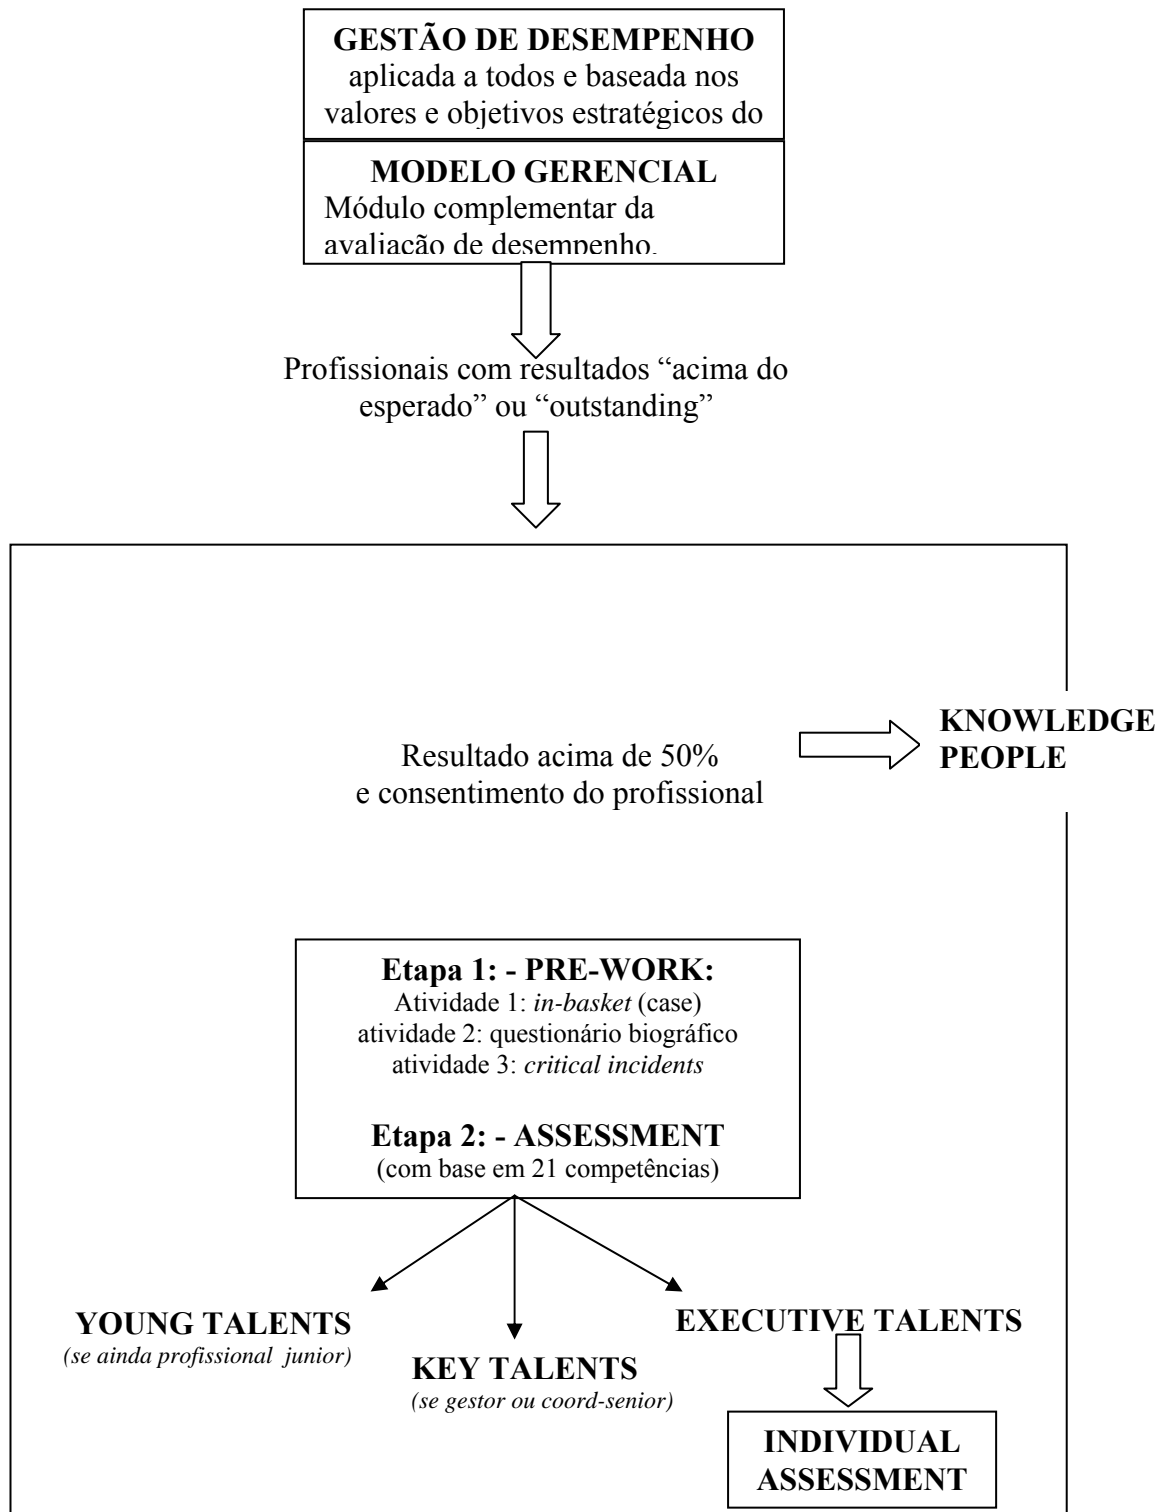 GESTÃO DE DESEMPENHO
aplicada a todos e baseada nos
valores e objetivos estratégicos do
MODELO GERENCIAL
Módulo complementar da
avaliação de desempenho.
Profissionais com resultados “acima do
esperado” ou “outstanding”
KNOWLEDGE
PEOPLE
Resultado acima de 50%
e consentimento do profissional
Etapa 1: - PRE-WORK:
Atividade 1: in-basket (case)
atividade 2: questionário biográfico
atividade 3: critical incidents
Etapa 2: - ASSESSMENT
(com base em 21 competências)
YOUNG TALENTS
(se ainda profissional junior)
KEY TALENTS
(se gestor ou coord-senior)
EXECUTIVE TALENTS
INDIVIDUAL
ASSESSMENT